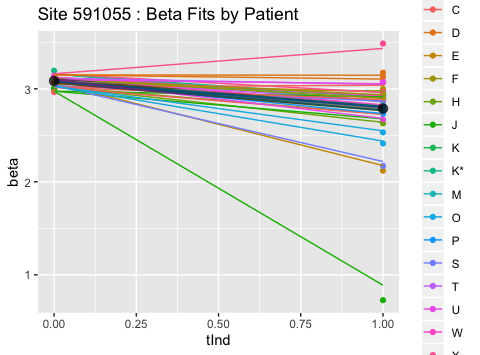 Site 591055 : Beta Fits by Patient
beta
3
2
1
0.00 0.25 0.50 0.75 1.00
tInd
C
D
E
F
H
J
K
K*
M
O
P
S
T
U
W